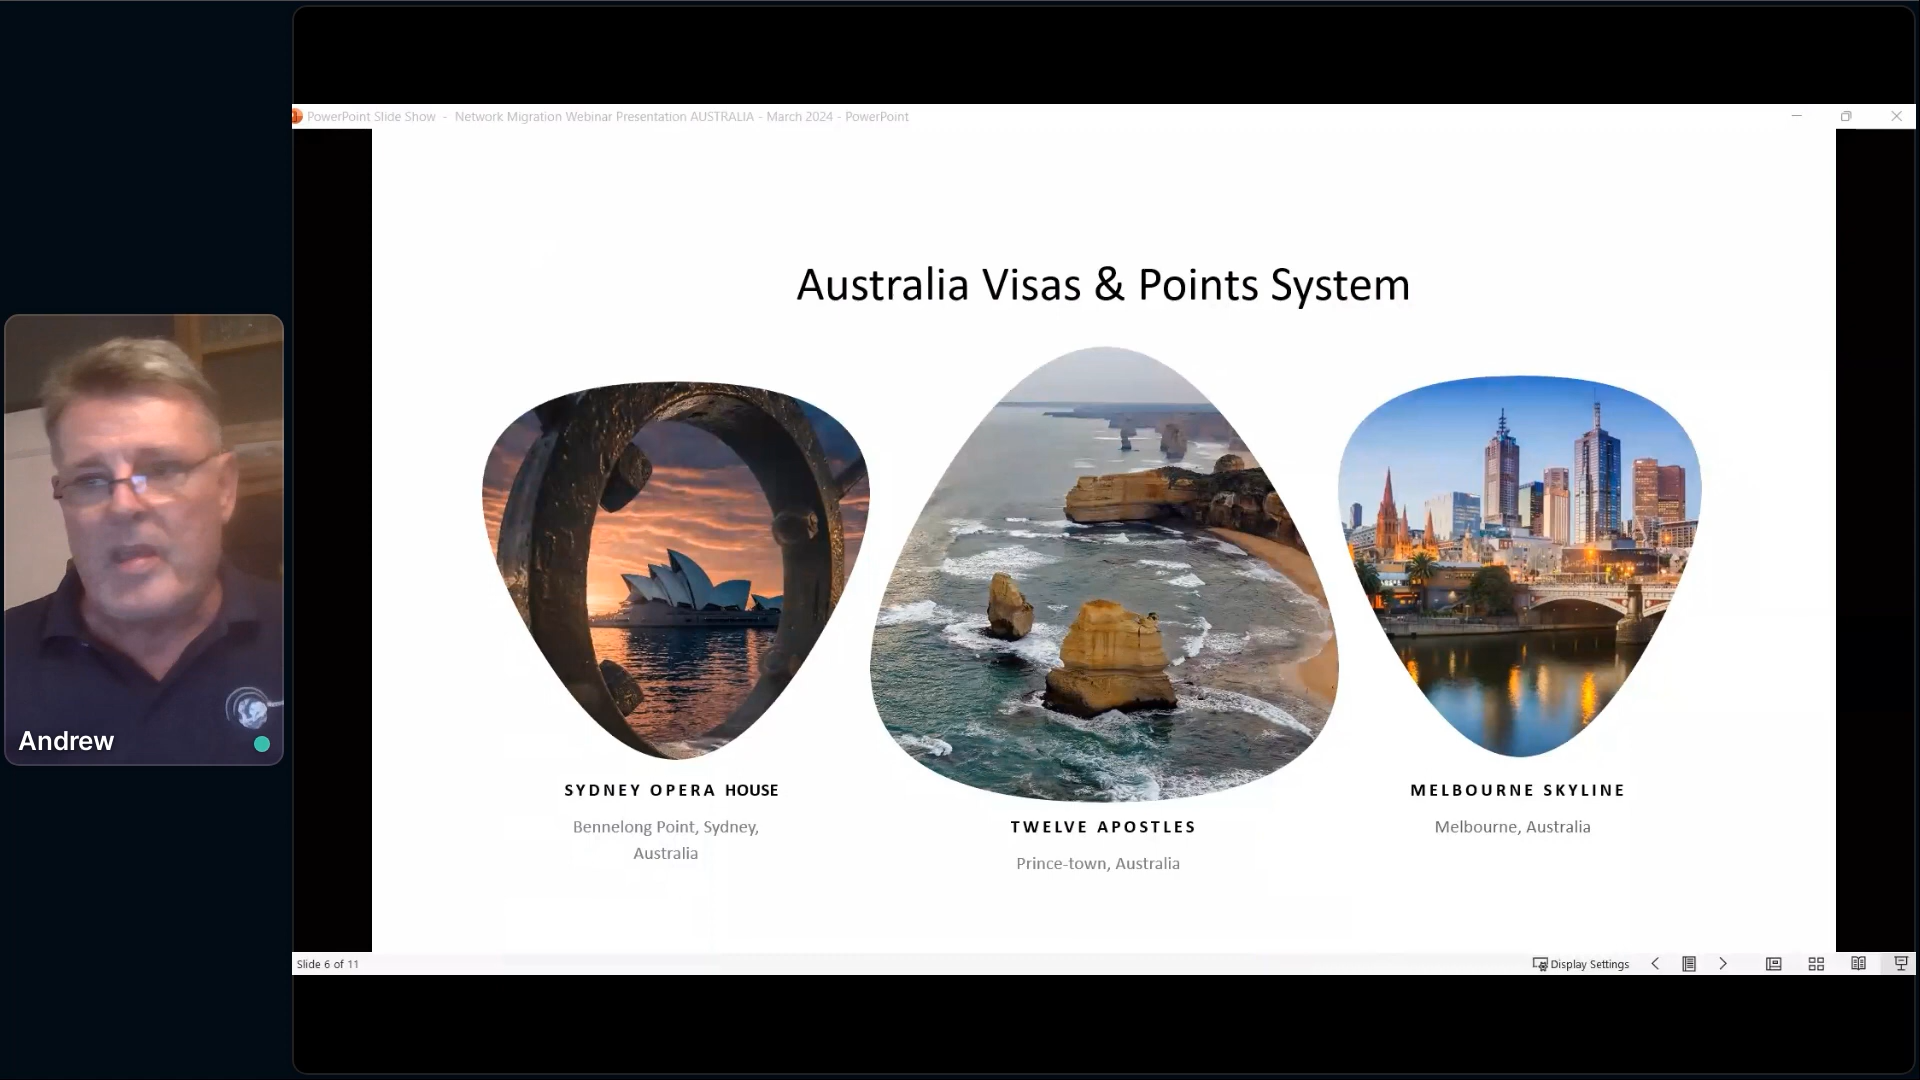 PowerPoint Slide Show - Network Migration Webinar Presentation AUSTRALIA - March 2024 - PowerPoint
Australia Visas & Points System
SYDNEY OPERA HOUSE
Bennelong Point, Sydney,
Australia
TWELVE APOSTLES
Prince-town, Australia
MELBOURNE SKYLINE
Melbourne, Australia
Andrew
Slide 6 of 11
Display Settings